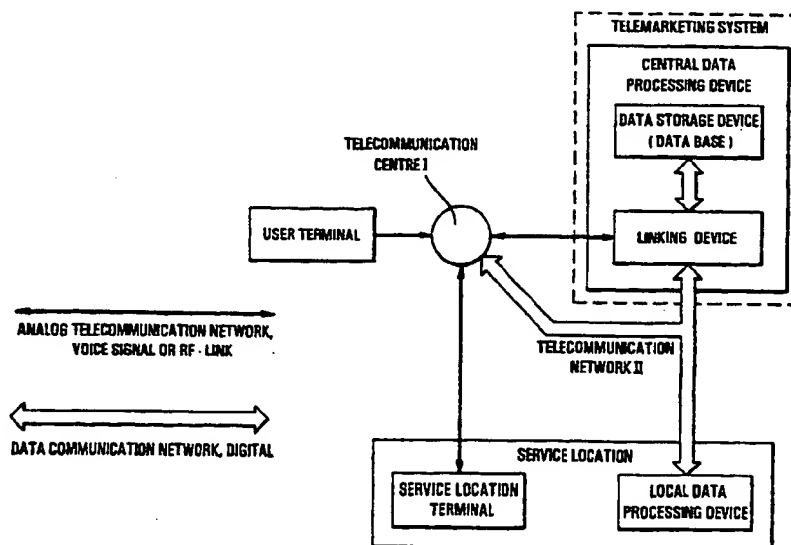 TELEMARKETING SYSTEM
CENTRAL DATA
PROCESSING DEVICE
DATA STORAGE DEVICE
( DATA BASE )
TELECOMMUNICATION
CENTRE I
USER TERMINAL
LINKING DEVICE
ANALOG TELECOMMUNICATION NETWORK,
VOICE SIGNAL OR RF - LINK
TELECOMMUNICATION
NETWORK II
DATA COMMUNICATION NETWORK, DIGITAL
SERVICE LOCATION
SERVICE LOCATION
TERMINAL
LOCAL DATA
PROCESSING DEVICE